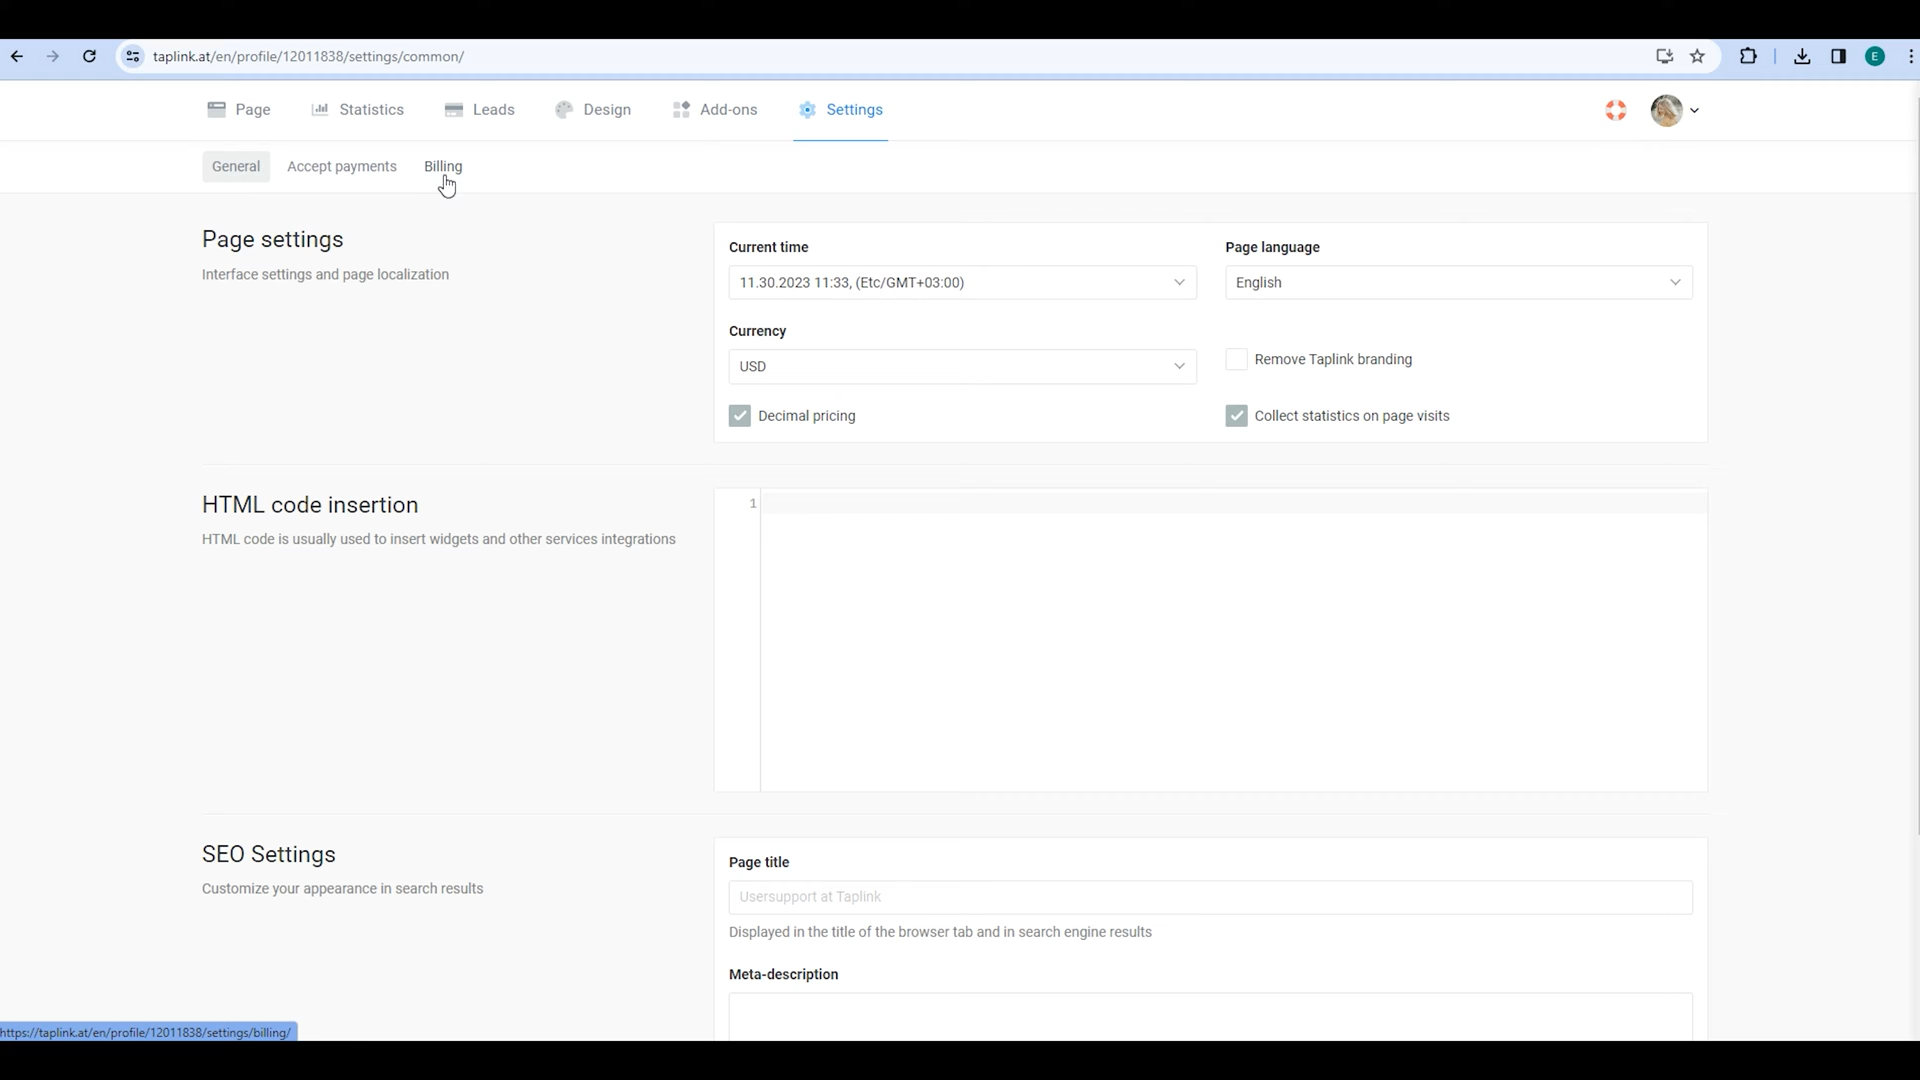 taplink.at/en/profile/12011838/settings/common/
E
Page Statistics Leads Design Add-ons Settings
General Accept payments Billing
Page settings
Interface settings and page localization
Current time
11.30.2023 11:33, (Etc/GMT+03:00)
Page language
English
Currency
USD
Remove Taplink branding
Decimal pricing
Collect statistics on page visits
HTML code insertion
HTML code is usually used to insert widgets and other services integrations
1
SEO Settings
Customize your appearance in search results
Page title
Usersupport at Taplink
Displayed in the title of the browser tab and in search engine results
Meta-description
https://taplink.at/en/profile/12011838/settings/billing/